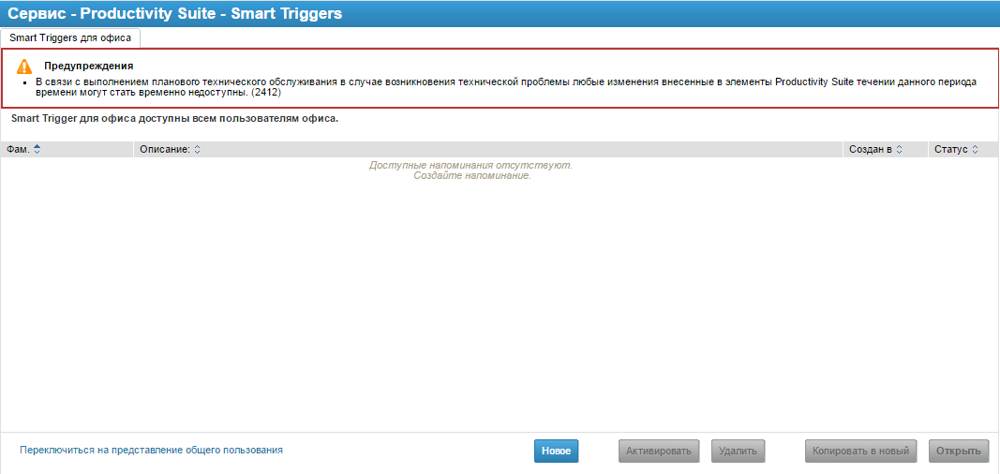 Сервис - Productivity Suite - Smart Triggers
Smart Triggers для офиса
Предупреждения
В связи с выполнением планового технического обслуживания в случае возникновения технической проблемы любые изменения внесенные в элементы Productivity Suite течении данного периода
времени могут стать временно недоступны. (2412)
Smart Trigger для офиса доступны всем пользователям офиса.
Фам. Описание: Создан в Статус
Доступные напоминания отсутствуют.
Создайте напоминание.
Переключиться на представление общего пользования Новое Активировать Удалить Копировать в новый Открыть